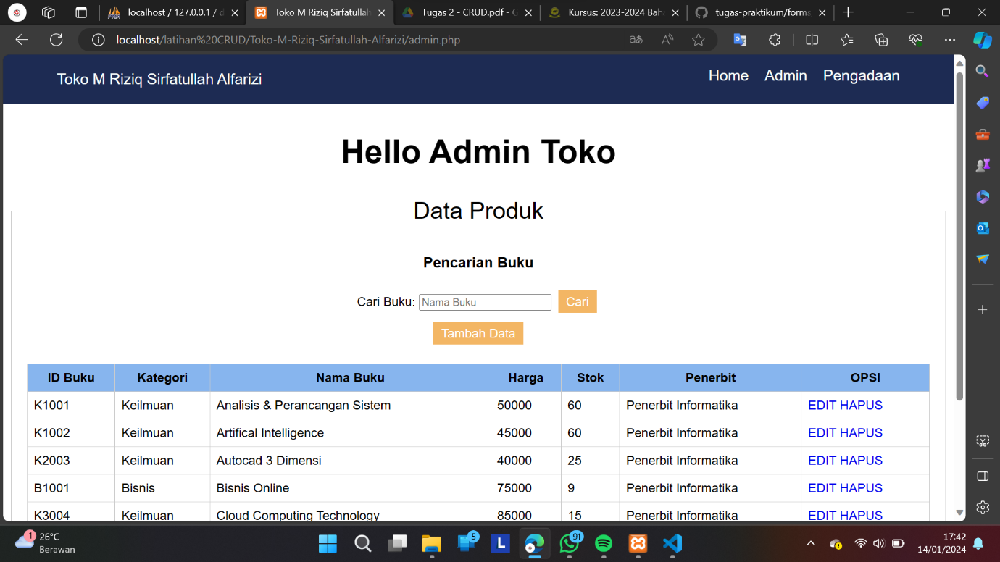 localhost / 127.0.0.1 / d
Toko M Riziq Sirfatullah
Tugas 2 - CRUD.pdf - G
Kursus: 2023-2024 Bah
tugas-praktikum/forms
localhost/latihan%20CRUD/Toko-M-Riziq-Sirfatullah-Alfarizi/admin.php
Toko M Riziq Sirfatullah Alfarizi
Home Admin Pengadaan
Hello Admin Toko
Data Produk
Pencarian Buku
Cari Buku: Nama Buku Cari
Tambah Data
ID Buku Kategori Nama Buku Harga Stok Penerbit OPSI
K1001 Keilmuan Analisis & Perancangan Sistem 50000 60 Penerbit Informatika EDIT HAPUS
K1002 Keilmuan Artifical Intelligence 45000 60 Penerbit Informatika EDIT HAPUS
K2003 Keilmuan Autocad 3 Dimensi 40000 25 Penerbit Informatika EDIT HAPUS
B1001 Bisnis Bisnis Online 75000 9 Penerbit Informatika EDIT HAPUS
K3004 Keilmuan Cloud Computing Technology 85000 15 Penerbit Informatika EDIT HAPUS
1 26°C
Berawan
5
L
91
17:42
14/01/2024